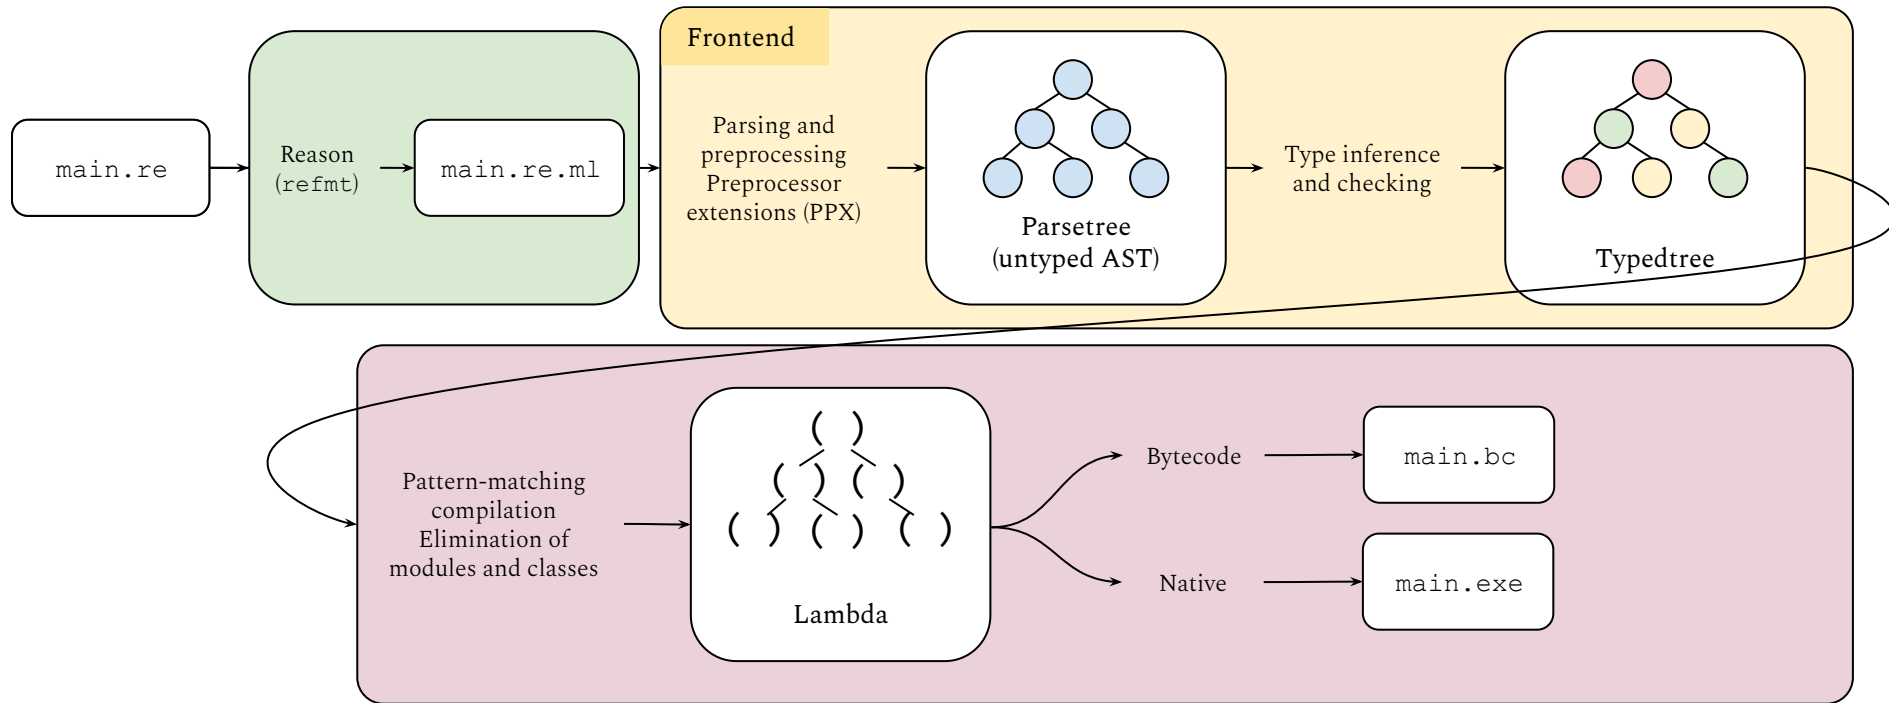 Frontend
main.re
Reason
(refmt)
main.re.ml
Parsing and
preprocessing
Preprocessor
extensions (PPX)
Parsetree
(untyped AST)
Type inference
and checking
Typedtree
Pattern-matching
compilation
Elimination of
modules and classes
( )
( ) ( )
( ) ( ) ( )
Lambda
Bytecode
main.bc
Native
main.exe